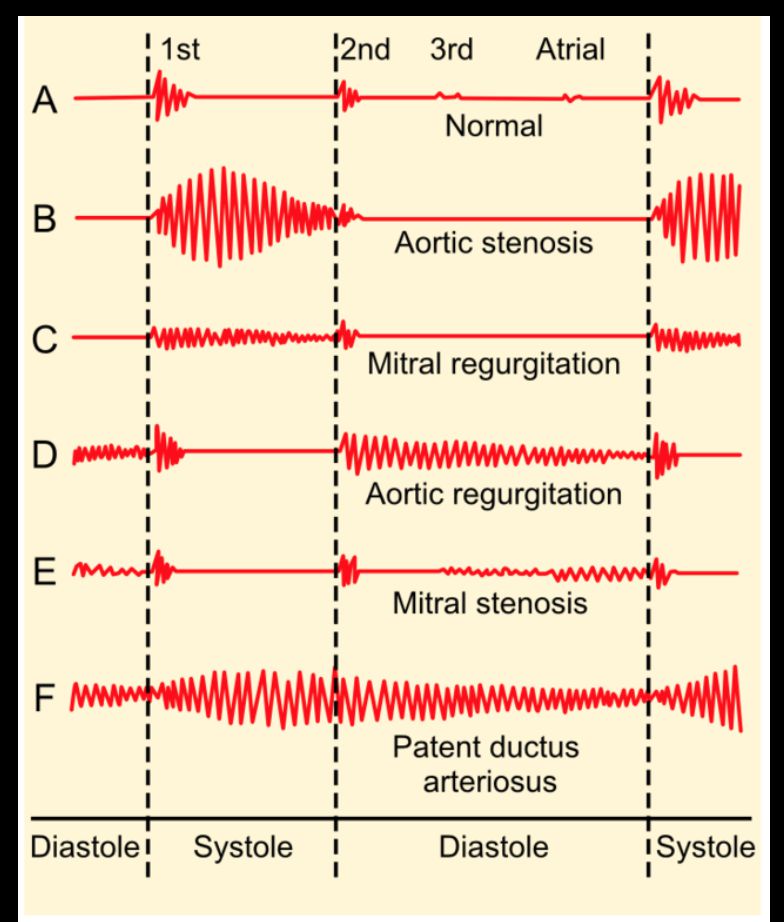 1st 2nd 3rd Atrial
A
Normal
B
Aortic stenosis
C
Mitral regurgitation
D
Aortic regurgitation
E
Mitral stenosis
F
Patent ductus
arteriosus
Diastole Systole Diastole Systole